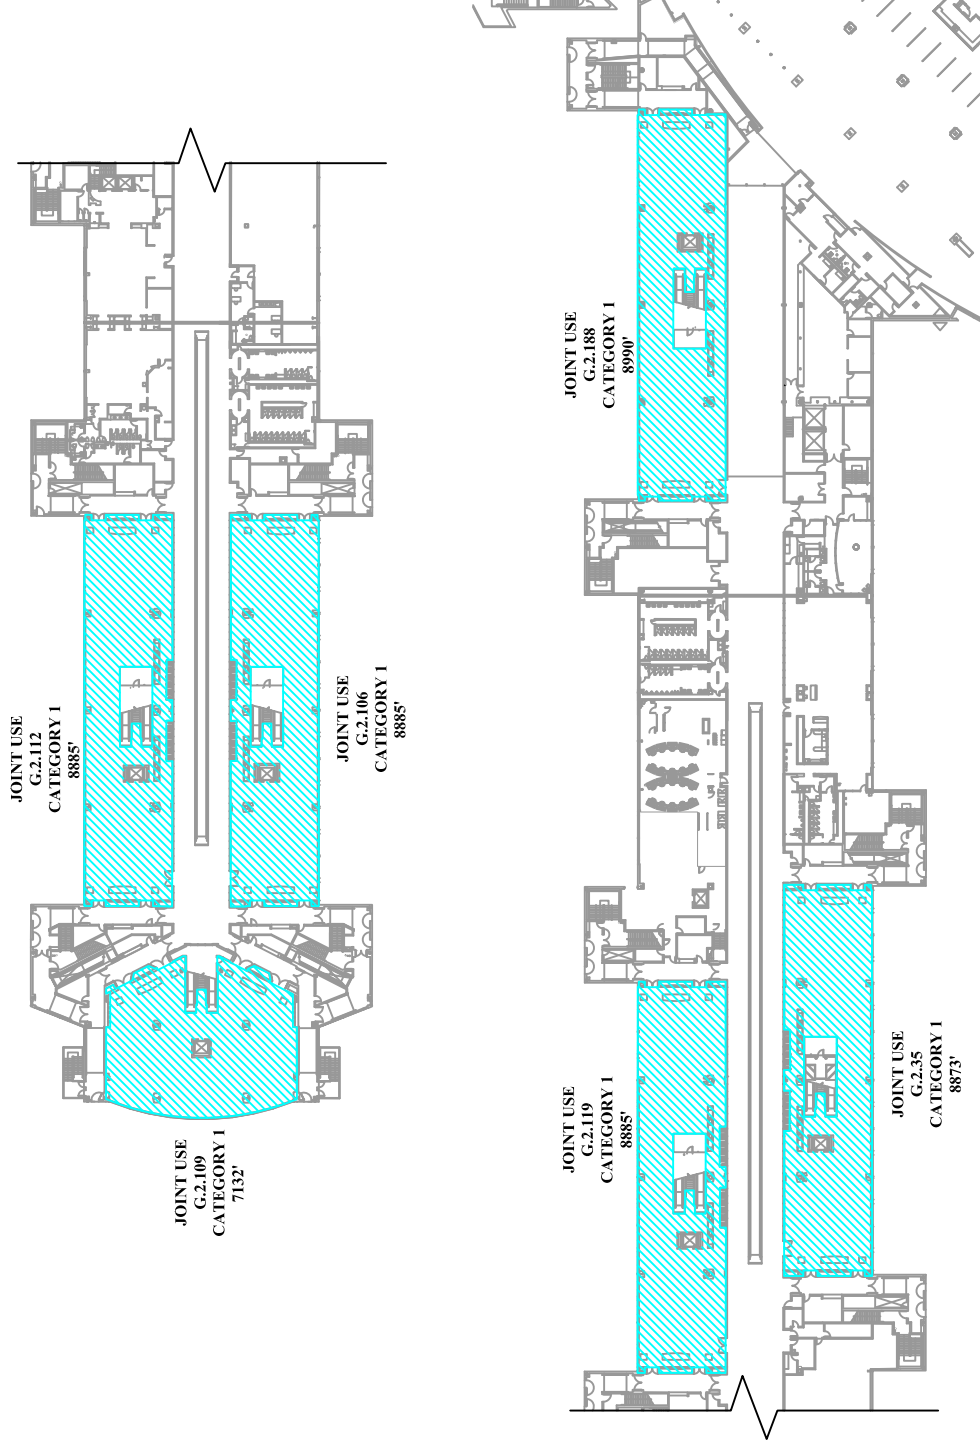 JOINT USE
G.2.188
CATEGORY 1
8990'
JOINT USE
G.2.112
CATEGORY 1
8885'
JOINT USE
G.2.106
CATEGORY 1
8885'
JOINT USE
G.2.109
CATEGORY 1
7132'
JOINT USE
G.2.119
CATEGORY 1
8885'
JOINT USE
G.2.35
CATEGORY 1
8873'